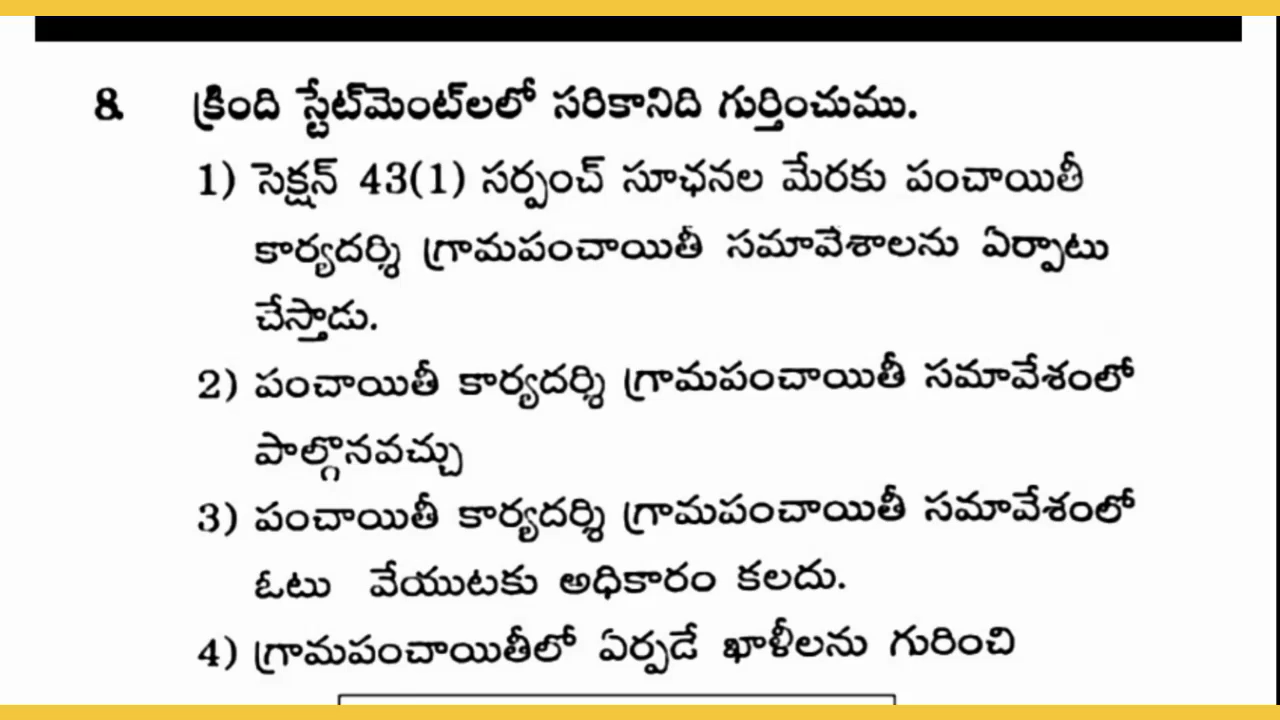 8. క్రింది స్టేట్‌మెంట్‌లలో సరికానిది గుర్తించుము.
1) సెక్షన్ 43(1) సర్పంచ్ సూఛనల మేరకు పంచాయితీ
కార్యదర్శి గ్రామపంచాయితీ సమావేశాలను ఏర్పాటు
చేస్తాడు.
2) పంచాయితీ కార్యదర్శి గ్రామపంచాయితీ సమావేశంలో
పాల్గొనవచ్చు
3) పంచాయితీ కార్యదర్శి గ్రామపంచాయితీ సమావేశంలో
ఓటు వేయుటకు అధికారం కలదు.
4) గ్రామపంచాయితీలో ఏర్పడే ఖాళీలను గురించి